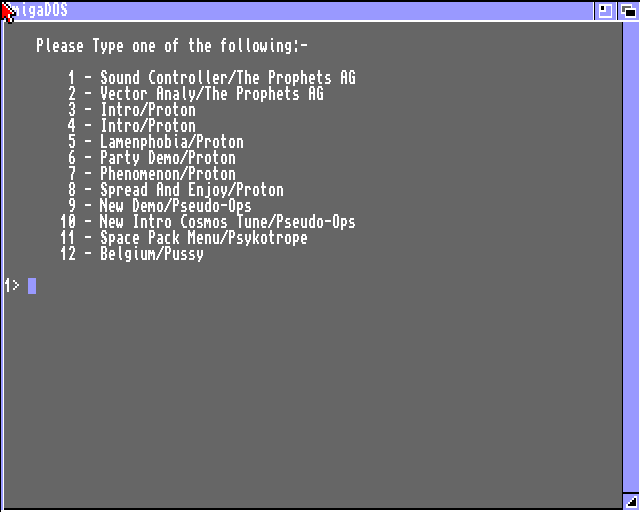 migaDOS
Please Type one of the following:-
1 - Sound Controller/The Prophets AG
2 - Vector Analy/The Prophets AG
3 - Intro/Proton
4 - Intro/Proton
5 - Lamenphobia/Proton
6 - Party Demo/Proton
7 - Phenomenon/Proton
8 - Spread And Enjoy/Proton
9 - New Demo/Pseudo-Ops
10 - New Intro Cosmos Tune/Pseudo-Ops
11 - Space Pack Menu/Psykotrope
12 - Belgium/Pussy
1>